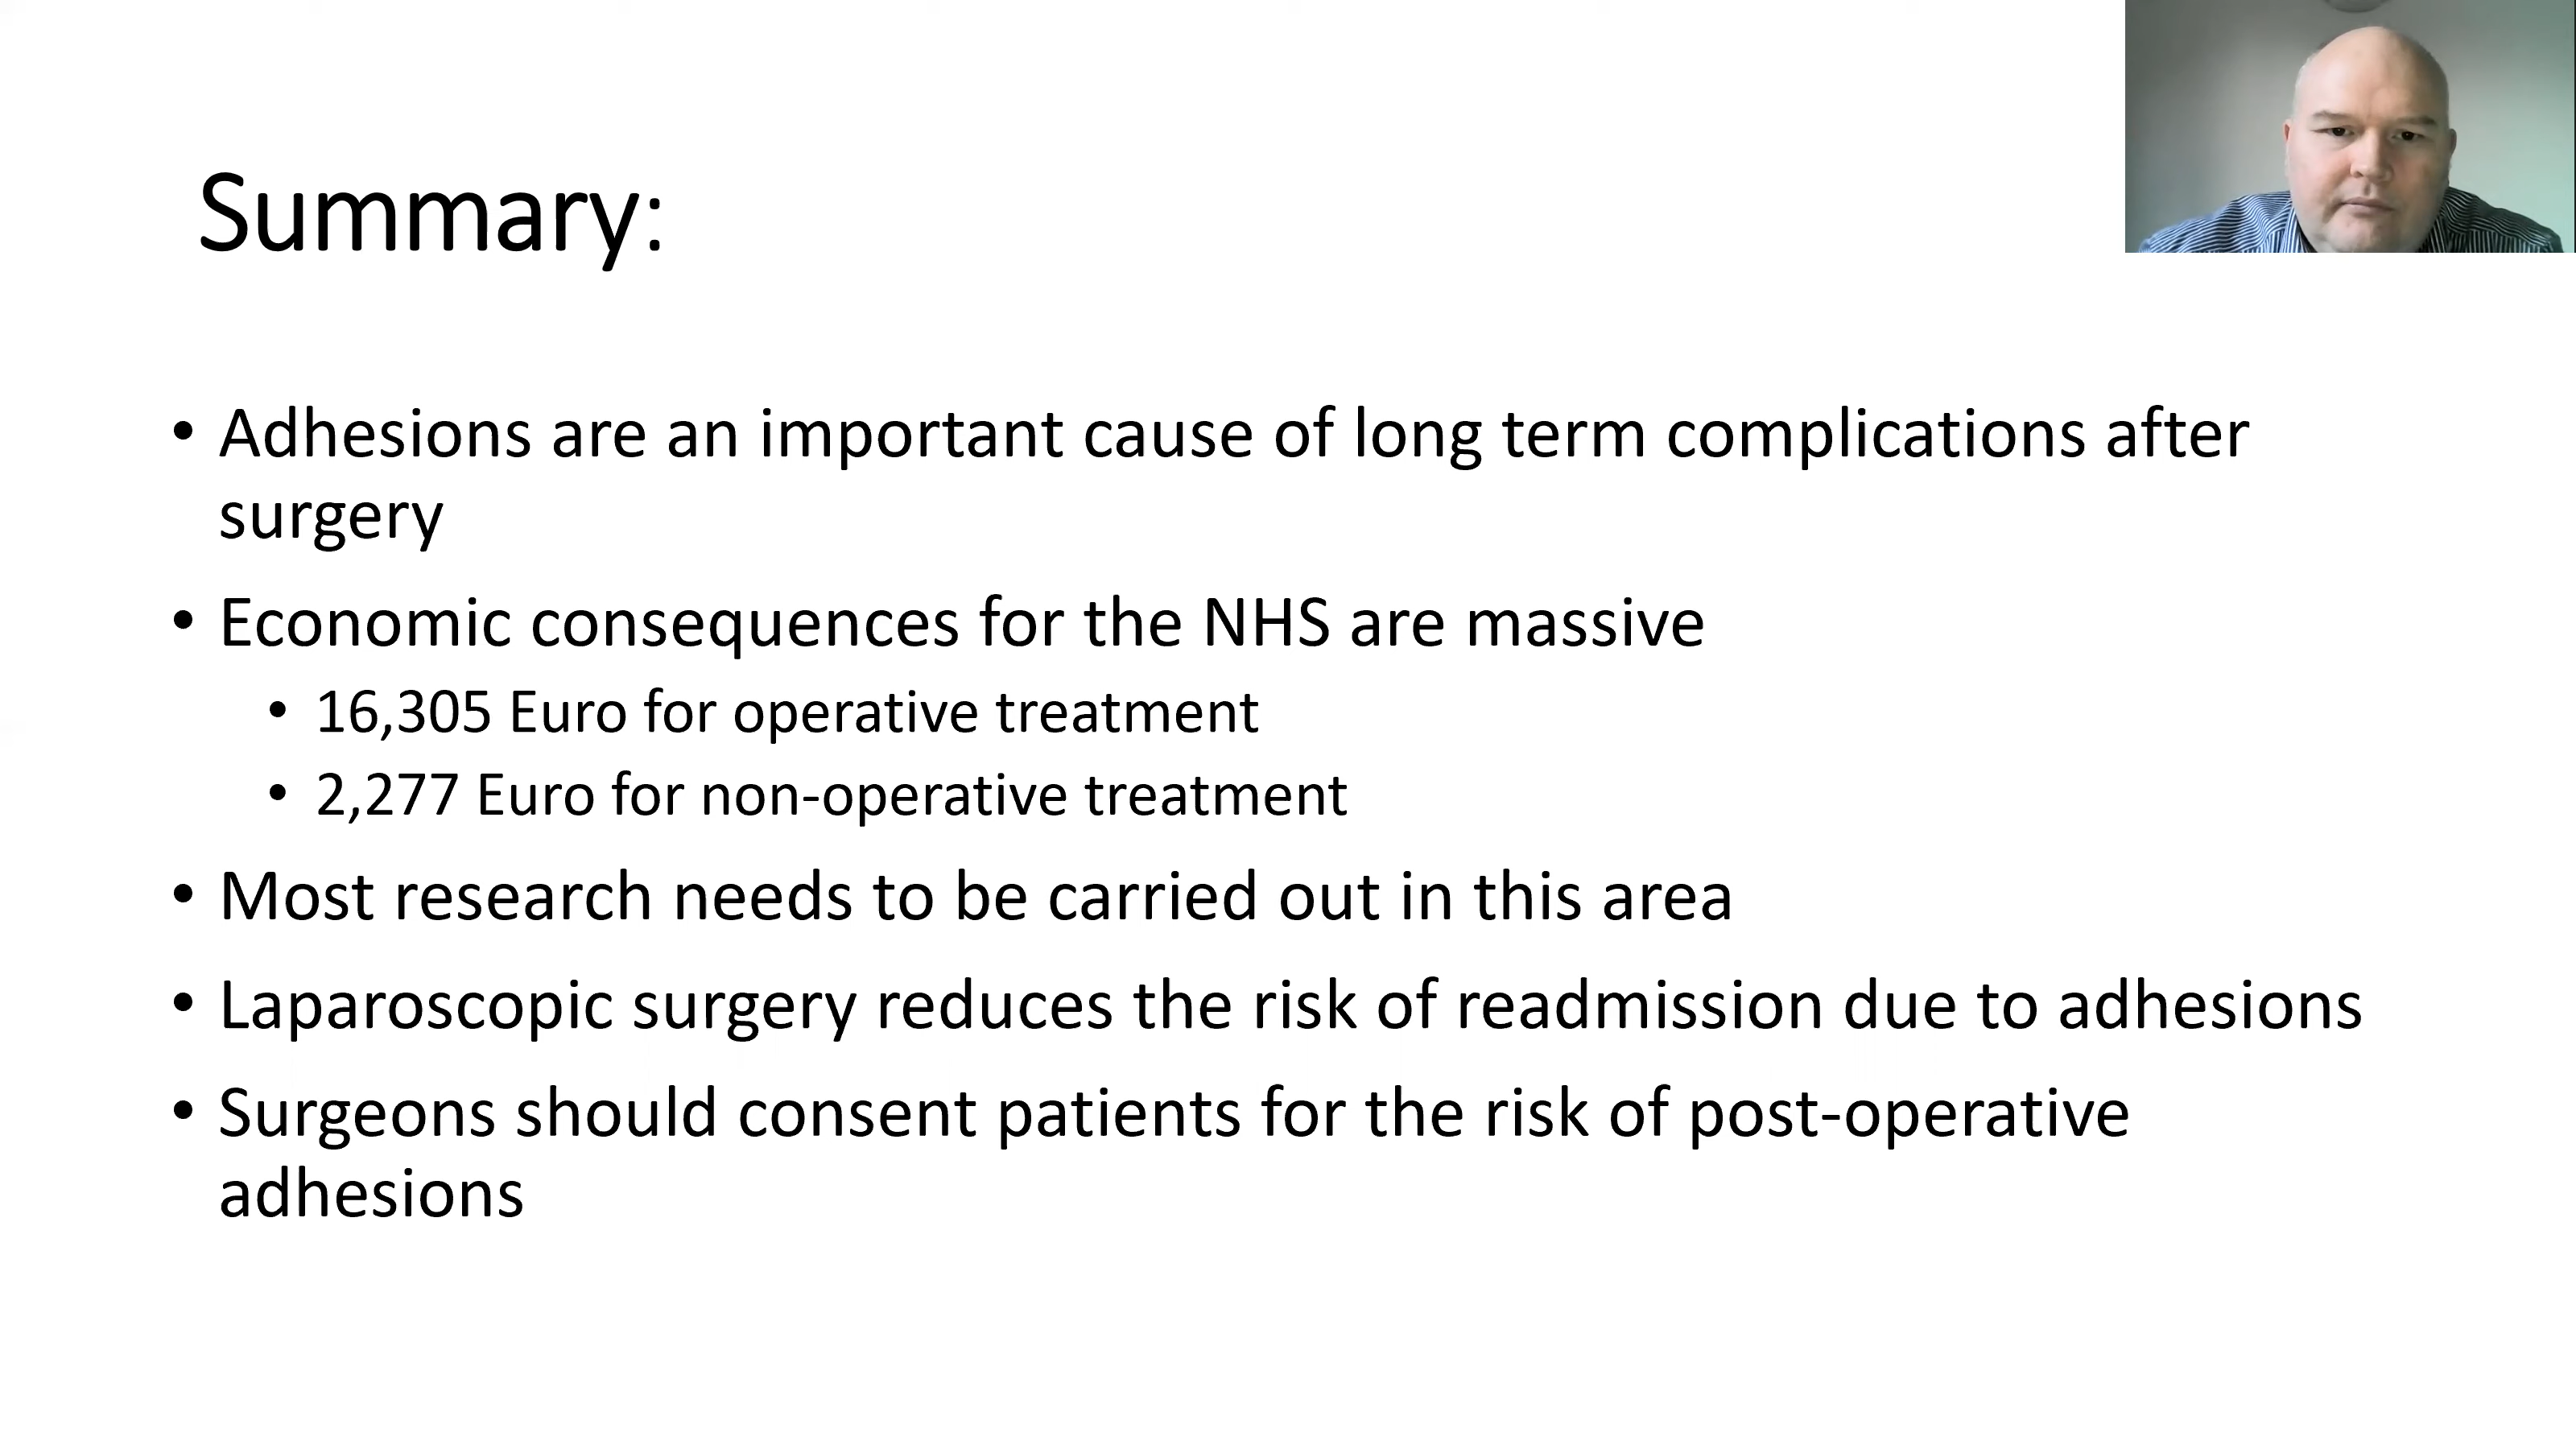 Summary:
• Adhesions are an important cause of long term complications after
surgery
• Economic consequences for the NHS are massive
• 16,305 Euro for operative treatment
• 2,277 Euro for non-operative treatment
• Most research needs to be carried out in this area
• Laparoscopic surgery reduces the risk of readmission due to adhesions
• Surgeons should consent patients for the risk of post-operative
adhesions